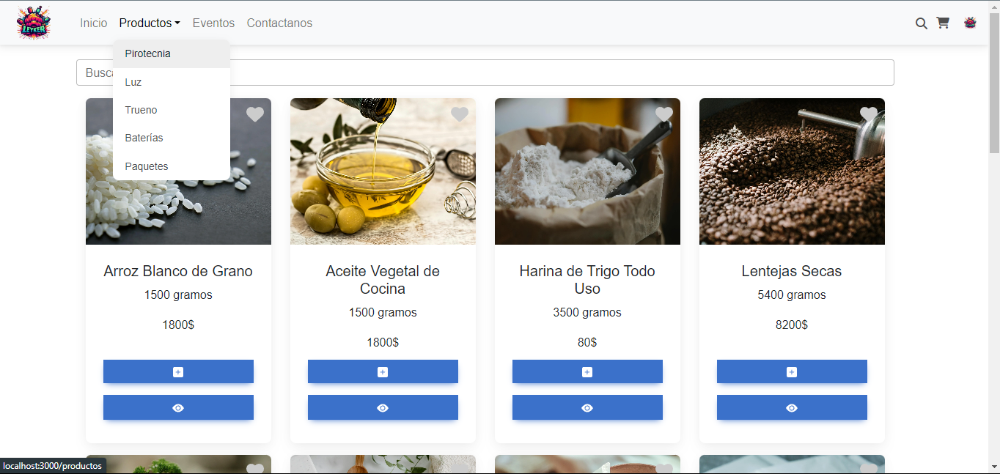 LEYKER
Inicio
Productos
Eventos
Contactanos
Pirotecnia
Luz
Trueno
Baterías
Paquetes
Busca
Arroz Blanco de Grano
1500 gramos
1800$
Aceite Vegetal de
Cocina
1500 gramos
1800$
Harina de Trigo Todo
Uso
3500 gramos
80$
Lentejas Secas
5400 gramos
8200$
localhost:3000/productos